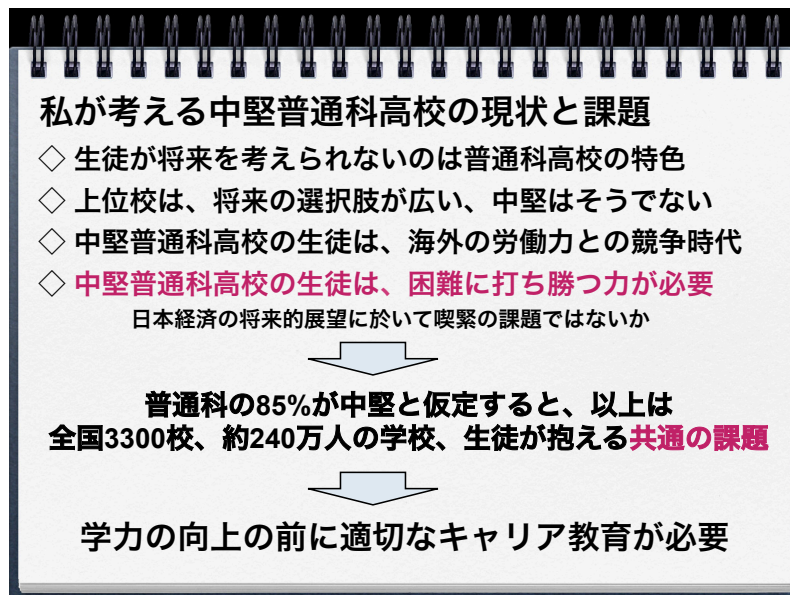 私が考える中堅普通科高校の現状と課題
◇ 生徒が将来を考えられないのは普通科高校の特色
◇ 上位校は、将来の選択肢が広い、中堅はそうでない
◇ 中堅普通科高校の生徒は、海外の労働力との競争時代
◇ 中堅普通科高校の生徒は、困難に打ち勝つ力が必要
日本経済の将来的展望に於いて喫緊の課題ではないか
普通科の85%が中堅と仮定すると、以上は
全国3300校、約240万人の学校、生徒が抱える共通の課題
学力の向上の前に適切なキャリア教育が必要